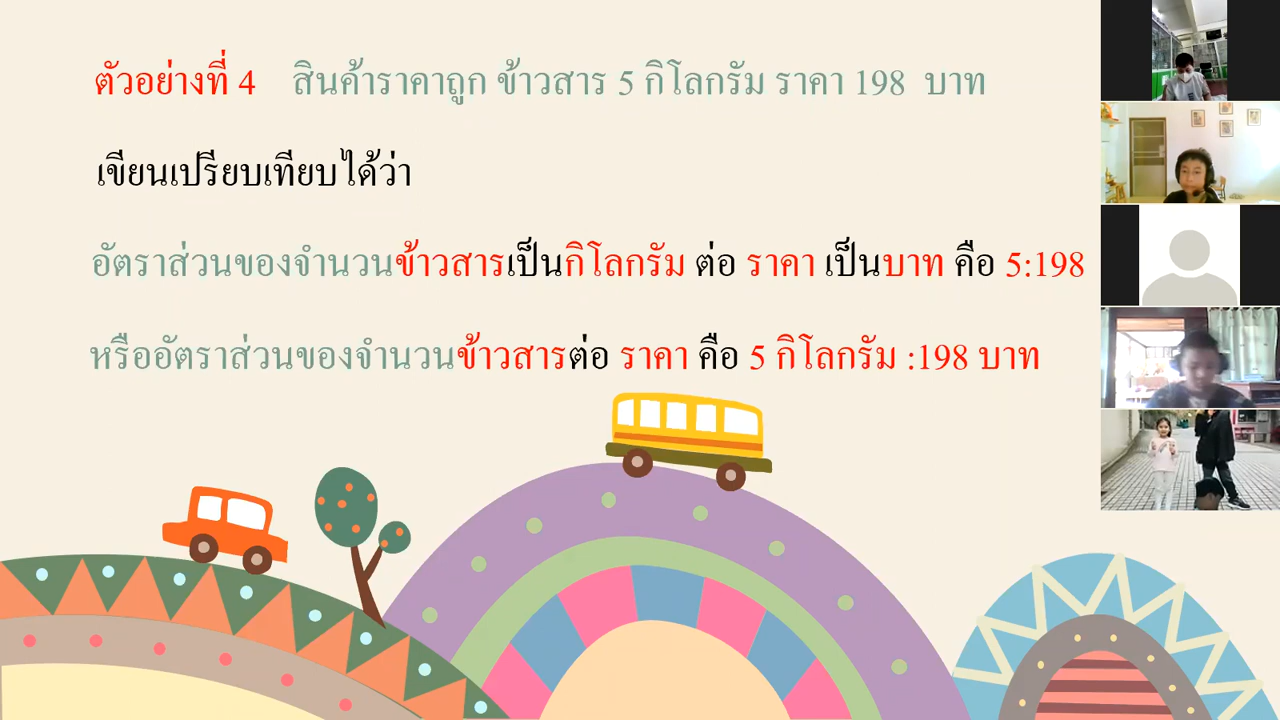 ตัวอย่างที่ 4 สินค้าราคาถูก ข้าวสาร 5 กิโลกรัม ราคา 198 บาท
เขียนเปรียบเทียบได้ว่า
อัตราส่วนของจำนวนข้าวสารเป็นกิโลกรัม ต่อ ราคา เป็นบาท คือ 5:198
หรืออัตราส่วนของจำนวนข้าวสารต่อ ราคา คือ 5 กิโลกรัม :198 บาท